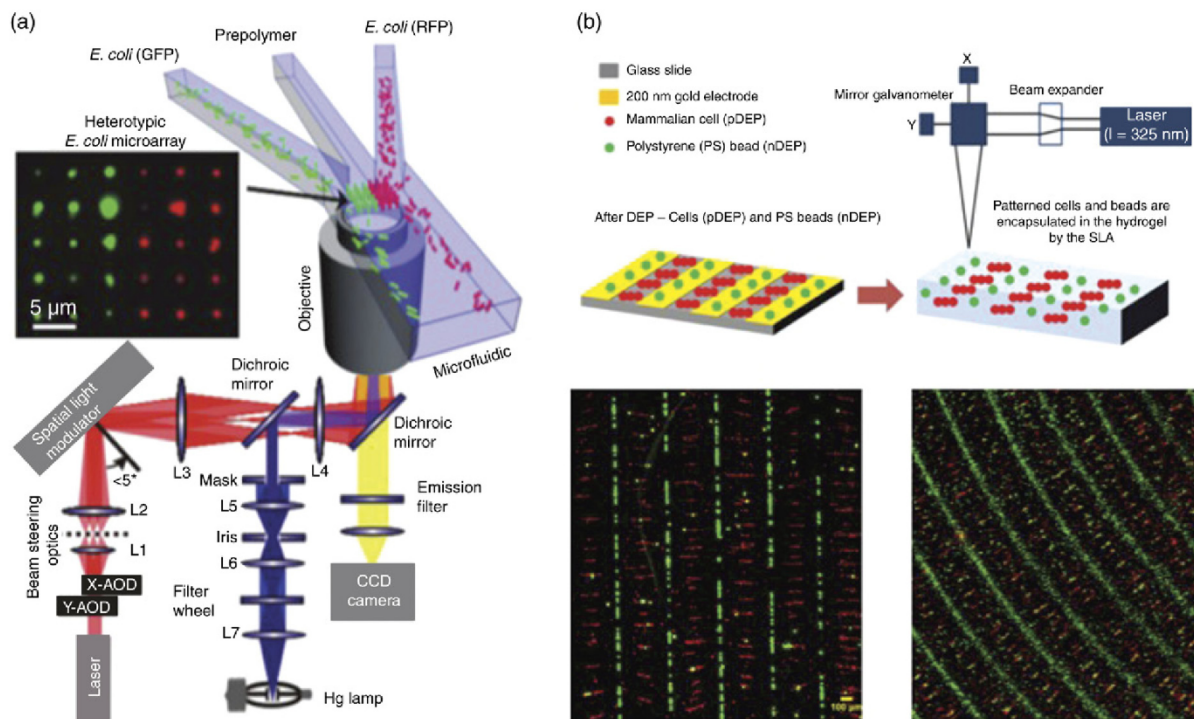 (a)
E. coli (RFP)
Prepolymer
E. coli (GFP)
Heterotypic
E. coli microarray
5 µm
Objective
Microfluidic
Spatial light
modulator
Dichroic
mirror
Dichroic
mirror
<5*
L3
L4
Mask
L5
Iris
L6
Filter
wheel
L7
Hg lamp
Emission
filter
CCD
camera
Beam steering
optics
L2
L1
X-AOD
Y-AOD
Laser
(b)
Glass slide
200 nm gold electrode
Mammalian cell (pDEP)
Polystyrene (PS) bead (nDEP)
X
Mirror galvanometer
Beam expander
Y
Laser
(l = 325 nm)
After DEP – Cells (pDEP) and PS beads (nDEP)
Patterned cells and beads are
encapsulated in the hydrogel
by the SLA
100 µm